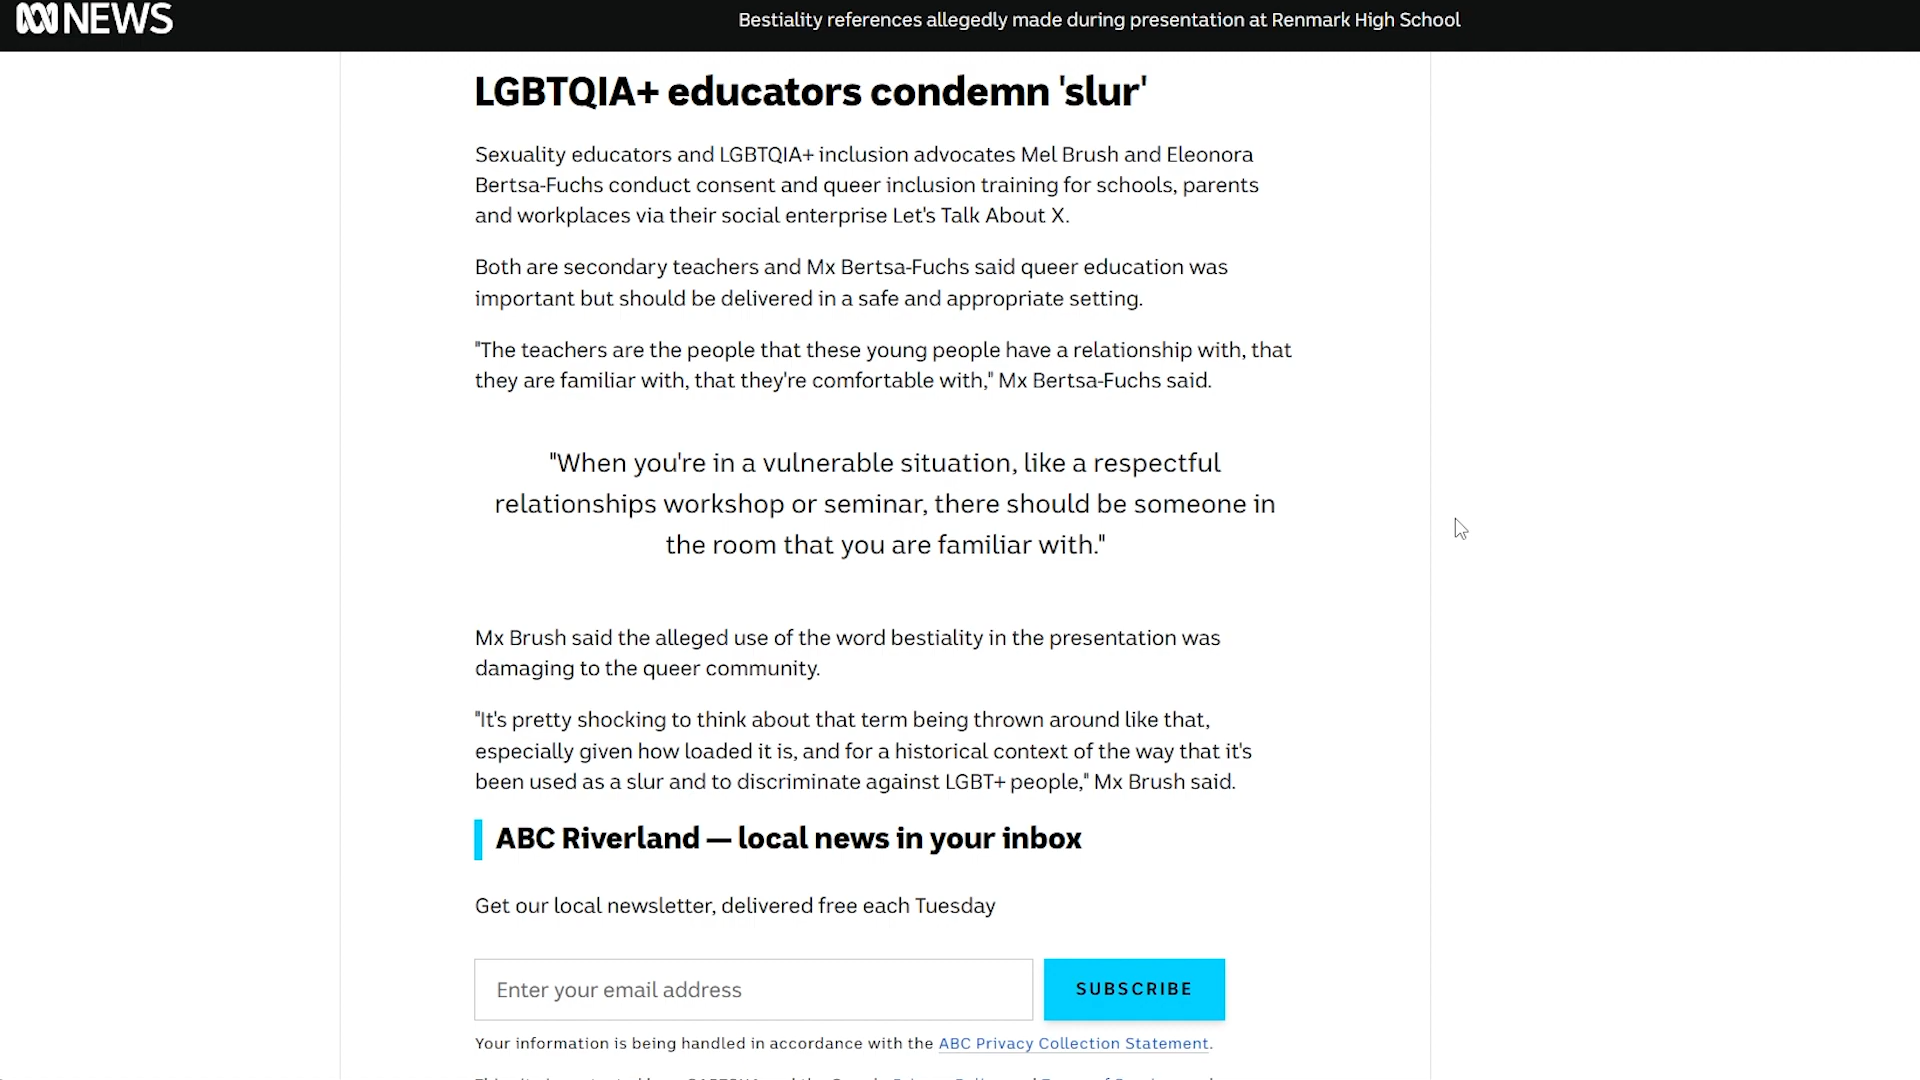 NEWS
Bestiality references allegedly made during presentation at Renmark High School
LGBTQIA+ educators condemn 'slur'
Sexuality educators and LGBTQIA+ inclusion advocates Mel Brush and Eleonora
Bertsa-Fuchs conduct consent and queer inclusion training for schools, parents
and workplaces via their social enterprise Let's Talk About X.
Both are secondary teachers and Mx Bertsa-Fuchs said queer education was
important but should be delivered in a safe and appropriate setting.
"The teachers are the people that these young people have a relationship with, that
they are familiar with, that they're comfortable with," Mx Bertsa-Fuchs said.
"When you're in a vulnerable situation, like a respectful
relationships workshop or seminar, there should be someone in
the room that you are familiar with."
Mx Brush said the alleged use of the word bestiality in the presentation was
damaging to the queer community.
"It's pretty shocking to think about that term being thrown around like that,
especially given how loaded it is, and for a historical context of the way that it's
been used as a slur and to discriminate against LGBT+ people," Mx Brush said.
ABC Riverland — local news in your inbox
Get our local newsletter, delivered free each Tuesday
Enter your email address
SUBSCRIBE
Your information is being handled in accordance with the ABC Privacy Collection Statement.